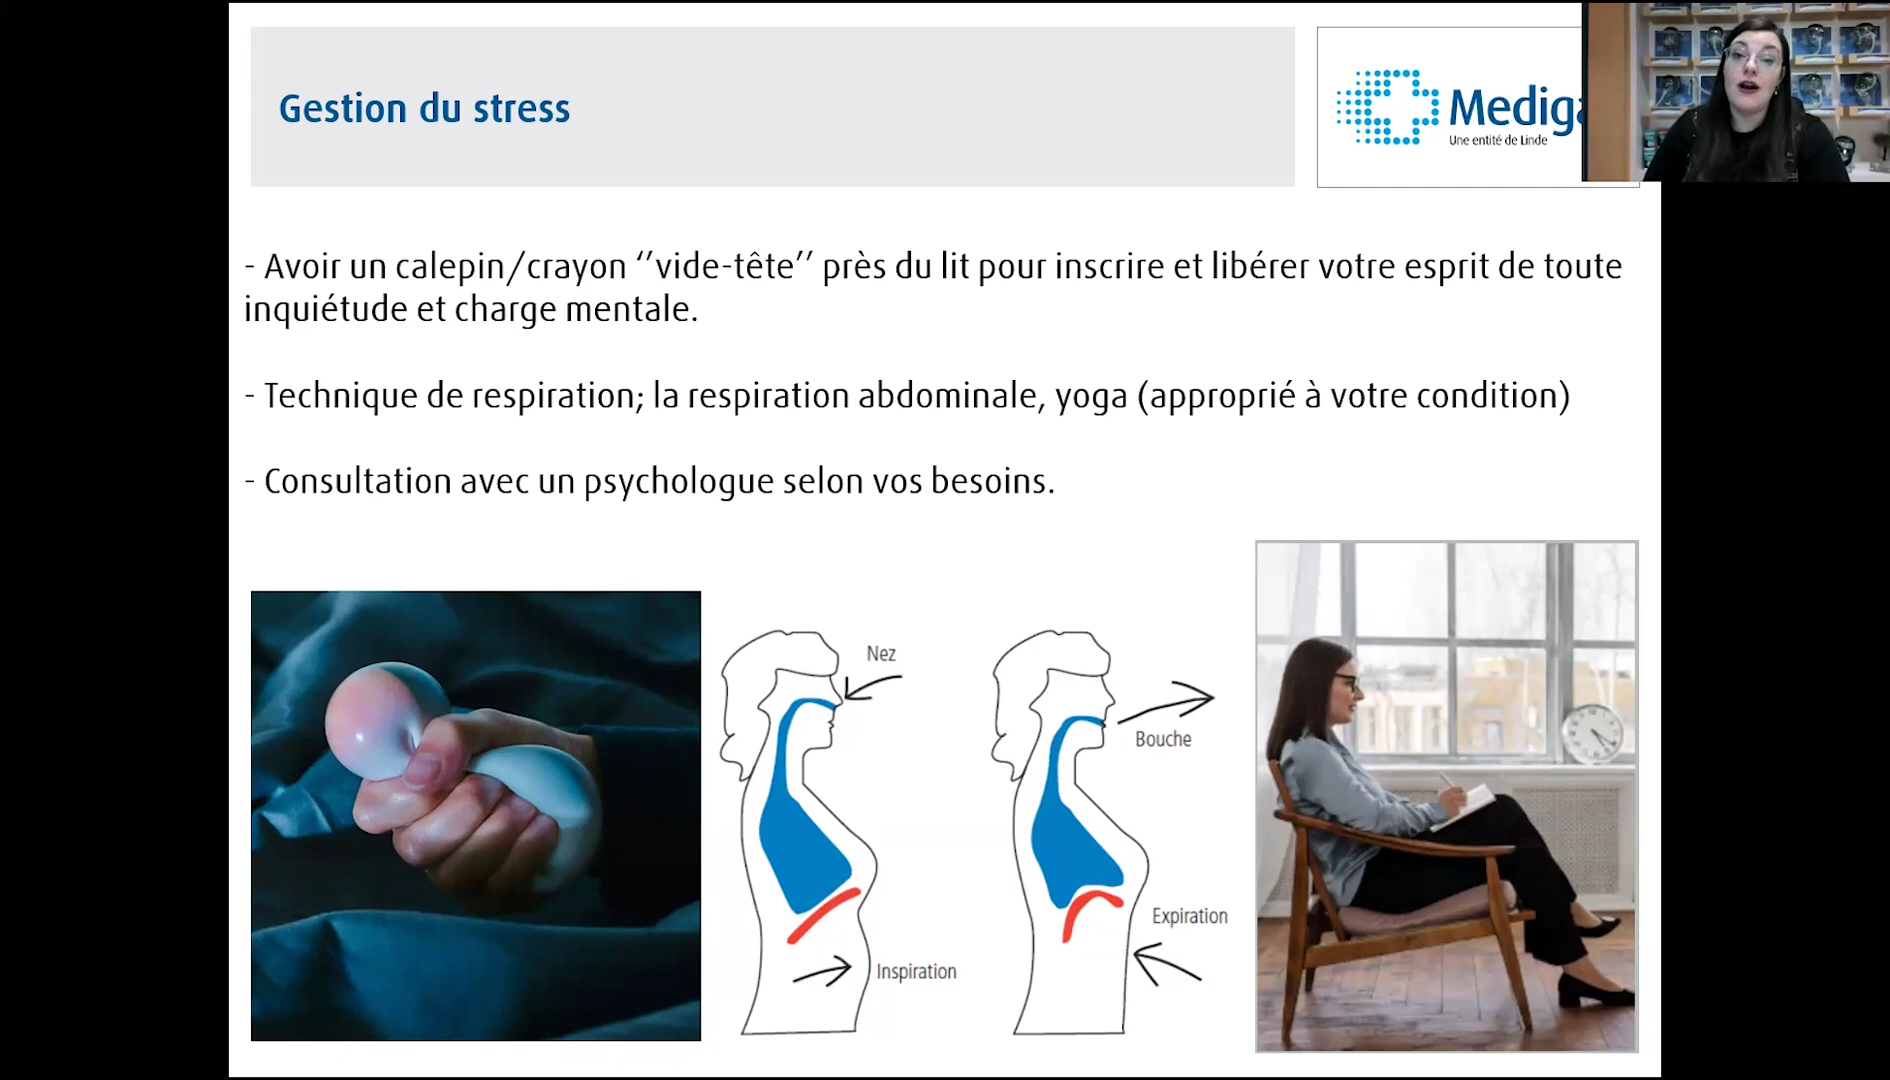 Gestion du stress
Une entité de Linde
- Avoir un calepin/crayon ‘’vide-tête’’ près du lit pour inscrire et libérer votre esprit de toute
inquiétude et charge mentale.
- Technique de respiration; la respiration abdominale, yoga (approprié à votre condition)
- Consultation avec un psychologue selon vos besoins.
Nez
Bouche
Expiration
Inspiration